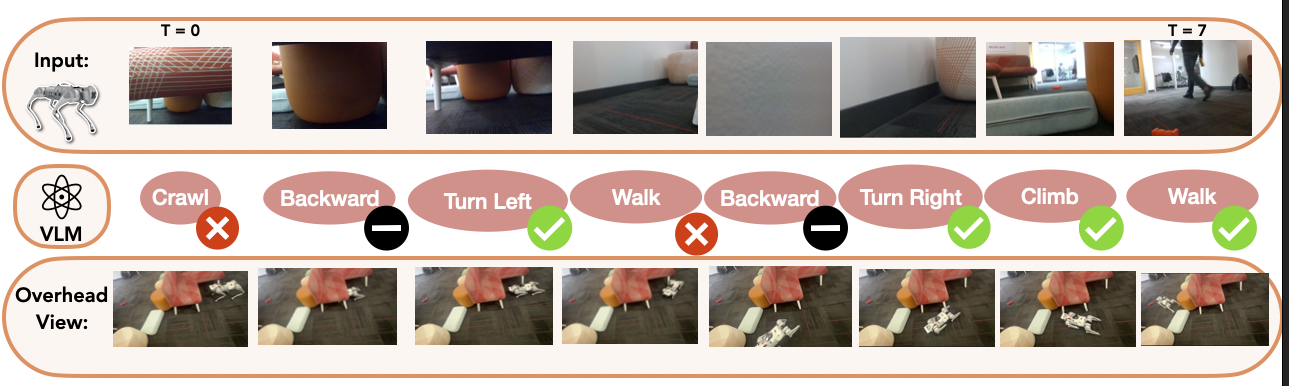 T = 0
T = 7
Input:
Crawl
Backward
Turn Left
Walk
Backward
Turn Right
Climb
Walk
VLM
Overhead
View: